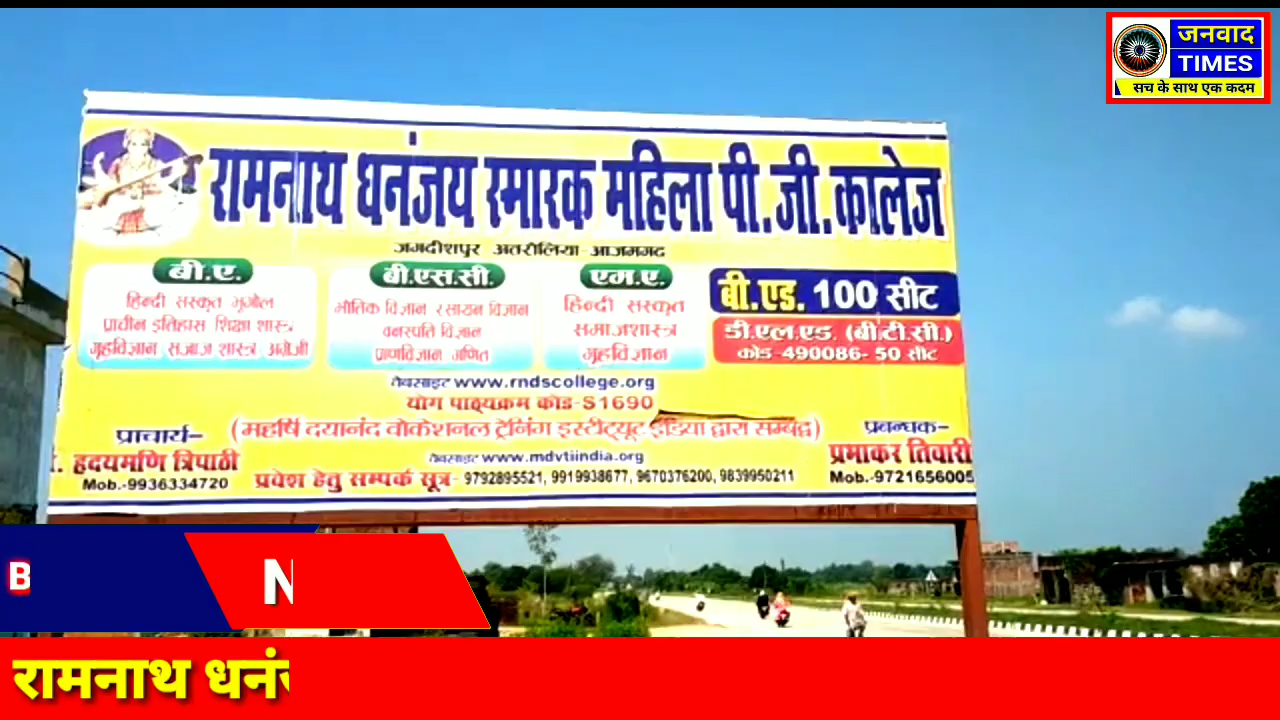 जनवाद
TIMES
सच के साथ एक कदम
रामनाथ धनंजय स्मारक महिला पी.जी.कालेज
जगदीशपुर अतरौलिया-आजमगढ
बी.ए.
हिन्दी संस्कृत भूगोल
प्राचीन इतिहास शिक्षा शास्त्र
गृहविज्ञान समाज शास्त्र अंग्रेजी
बी.एस.सी.
भौतिक विज्ञान रसायन विज्ञान
वनस्पति विज्ञान
प्राणविज्ञान गणित
एम.ए.
हिन्दी संस्कृत
समाजशास्त्र
गृहविज्ञान
बी.एड. 100 सीट
डी.एल.एड. (बी.टी.सी.)
कोड-490086- 50 सीट
वेबसाइट www.rndscollege.org
योग पाठ्यक्रम कोड-S1690
(महर्षि दयानंद वोकेशनल ट्रेनिंग इंस्टीट्यूट इंडिया द्वारा सम्बद्ध)
वेबसाइट www.mdvtiindia.org
प्राचार्य-
हृदयमणि त्रिपाठी
Mob.-9936334720
प्रवेश हेतु सम्पर्क सूत्र- 9792895521, 9919938677, 9670376200, 9839950211
प्रबन्धक-
प्रभाकर तिवारी
Mob.-9721656005
B N
रामनाथ धनं